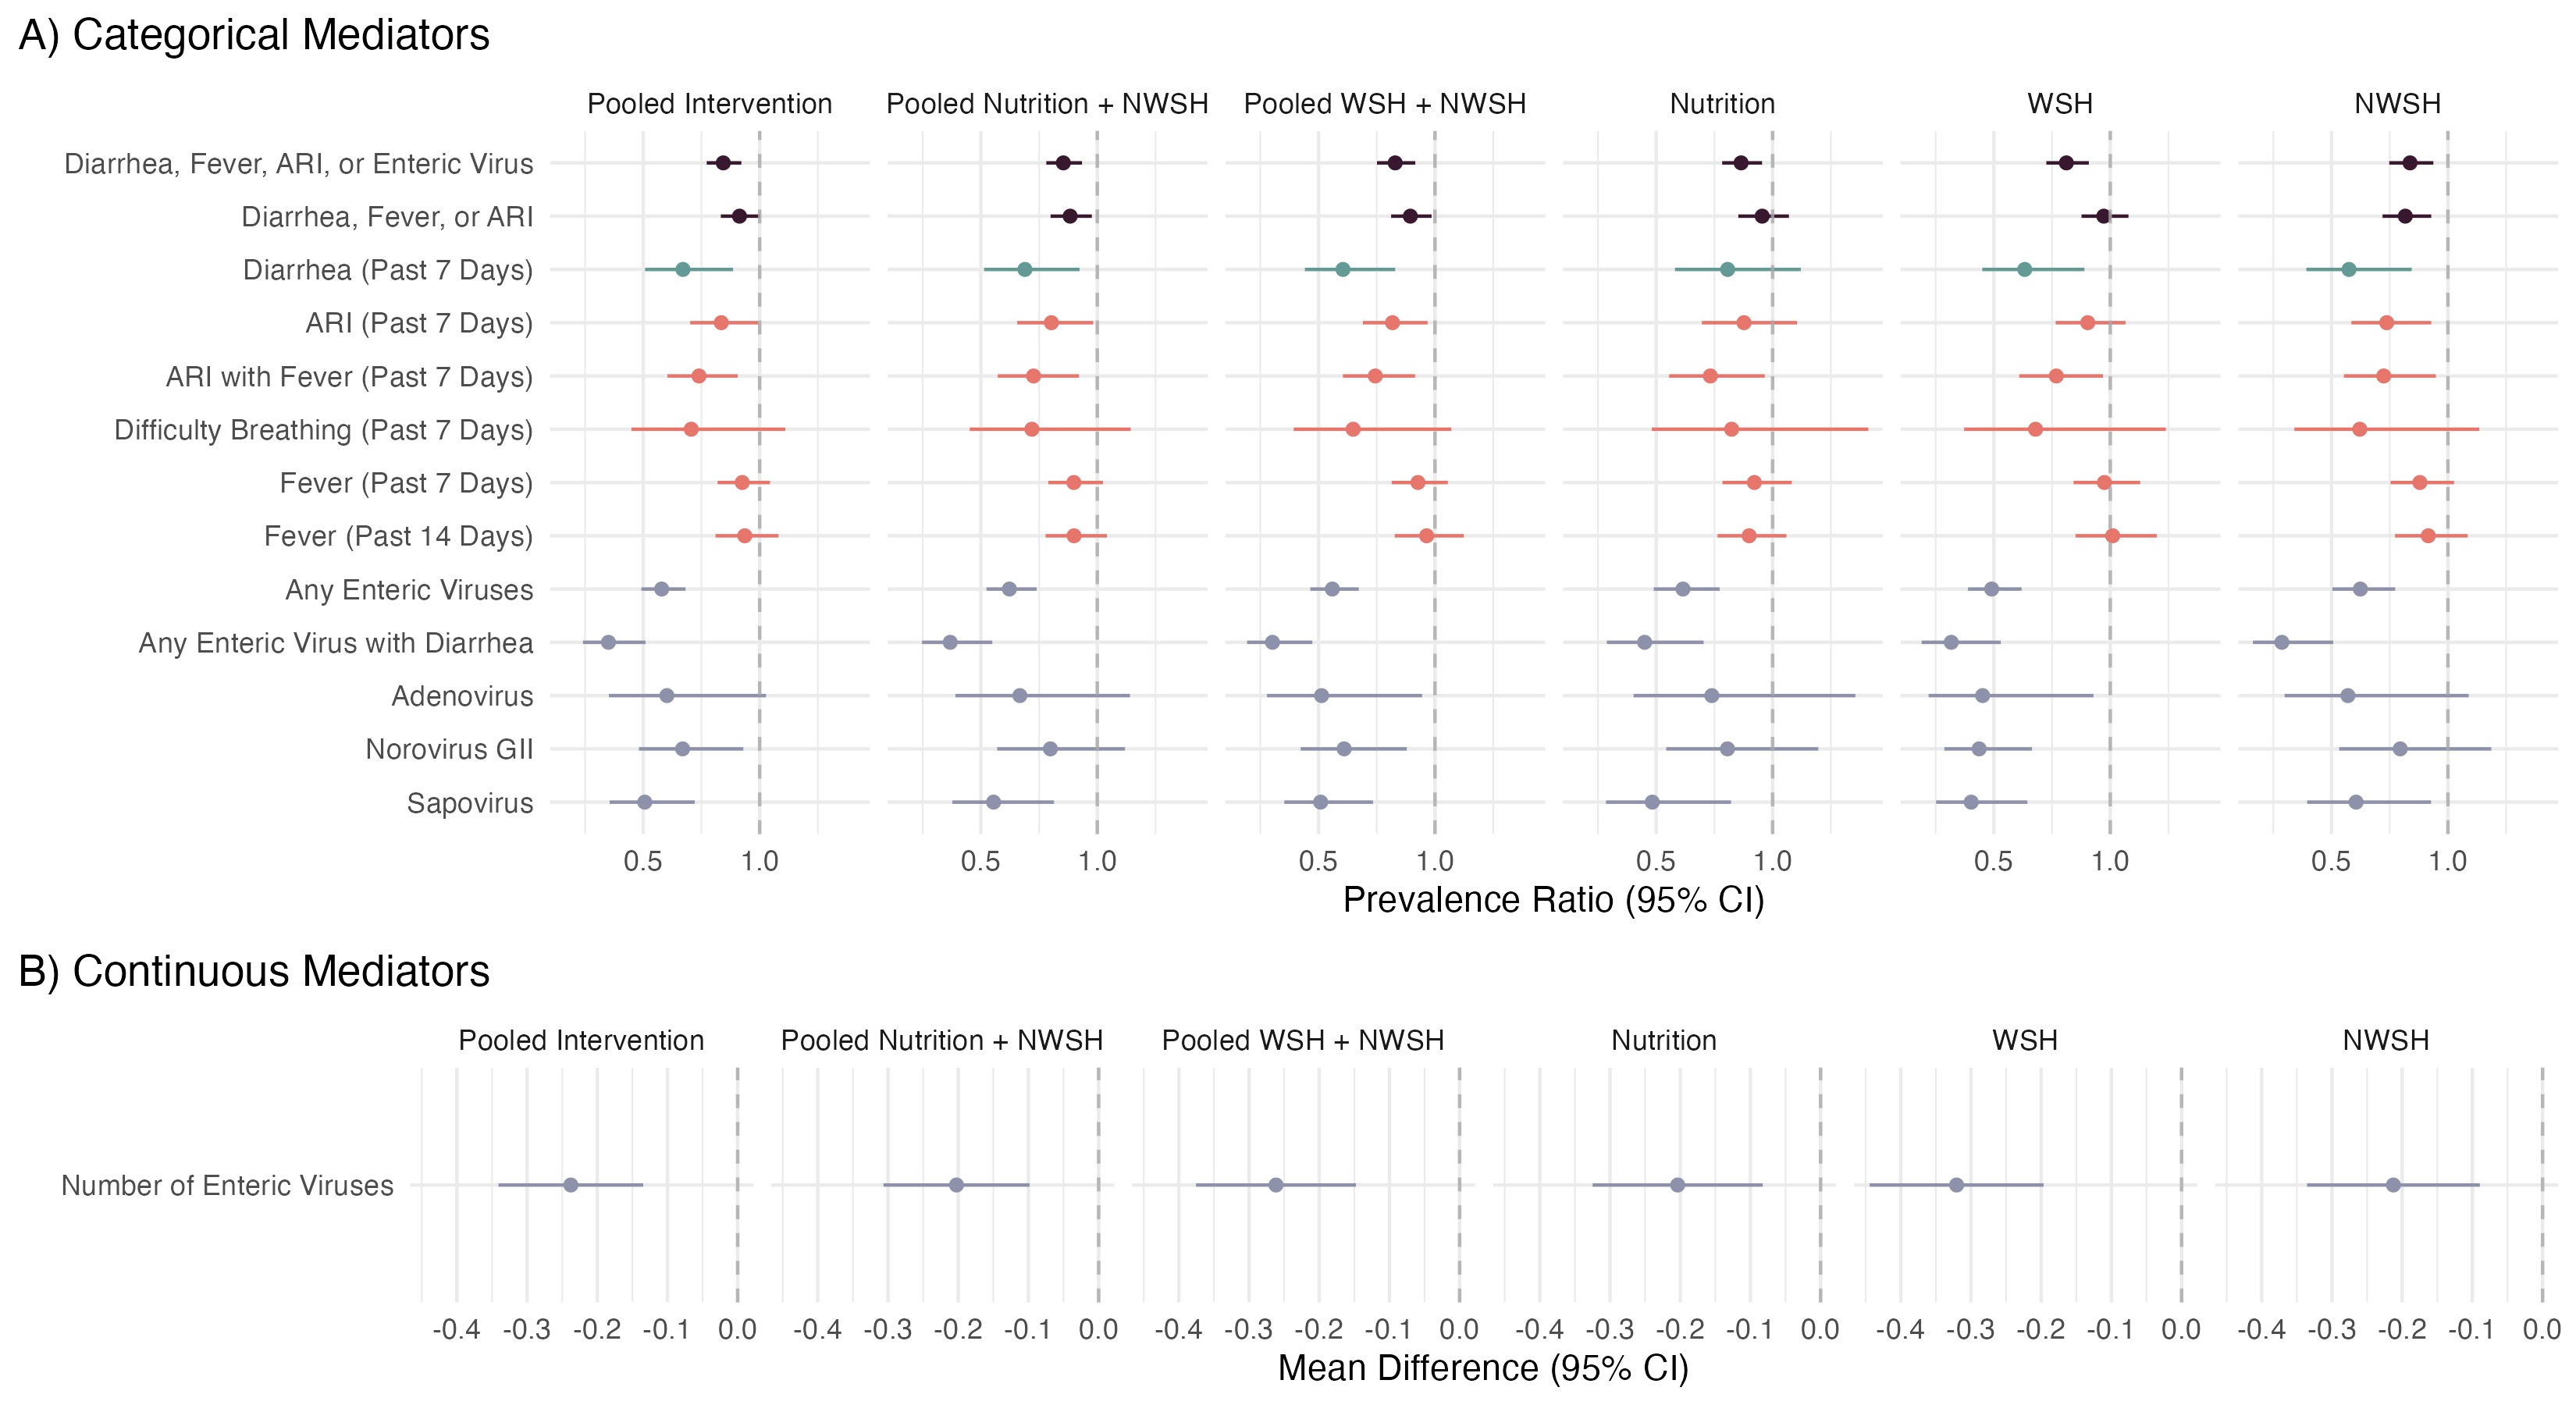 A) Categorical Mediators
Pooled Intervention Pooled Nutrition + NWSH Pooled WSH + NWSH Nutrition WSH NWSH
Diarrhea, Fever, ARI, or Enteric Virus
Diarrhea, Fever, or ARI
Diarrhea (Past 7 Days)
ARI (Past 7 Days)
ARI with Fever (Past 7 Days)
Difficulty Breathing (Past 7 Days)
Fever (Past 7 Days)
Fever (Past 14 Days)
Any Enteric Viruses
Any Enteric Virus with Diarrhea
Adenovirus
Norovirus GII
Sapovirus
0.5 1.0 0.5 1.0 0.5 1.0 0.5 1.0 0.5 1.0 0.5 1.0
Prevalence Ratio (95% CI)
B) Continuous Mediators
Pooled Intervention Pooled Nutrition + NWSH Pooled WSH + NWSH Nutrition WSH NWSH
Number of Enteric Viruses
-0.4 -0.3 -0.2 -0.1 0.0 -0.4 -0.3 -0.2 -0.1 0.0 -0.4 -0.3 -0.2 -0.1 0.0 -0.4 -0.3 -0.2 -0.1 0.0 -0.4 -0.3 -0.2 -0.1 0.0 -0.4 -0.3 -0.2 -0.1 0.0
Mean Difference (95% CI)